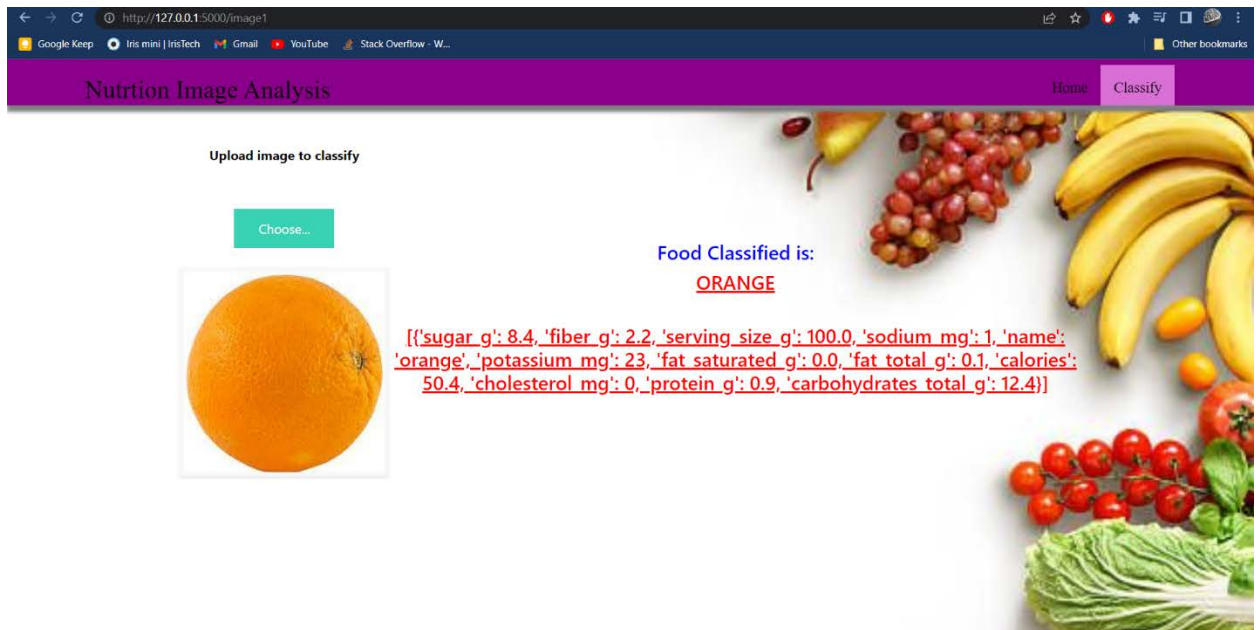 http://127.0.0.1:5000/image1
Google Keep Iris mini | IrisTech Gmail YouTube Stack Overflow - W... Other bookmarks
Nutrtion Image Analysis Home Classify
Upload image to classify
Choose...
Food Classified is:
ORANGE
[{'sugar_g': 8.4, 'fiber_g': 2.2, 'serving_size_g': 100.0, 'sodium_mg': 1, 'name':
'orange', 'potassium_mg': 23, 'fat_saturated_g': 0.0, 'fat_total_g': 0.1, 'calories':
50.4, 'cholesterol_mg': 0, 'protein_g': 0.9, 'carbohydrates_total_g': 12.4}]